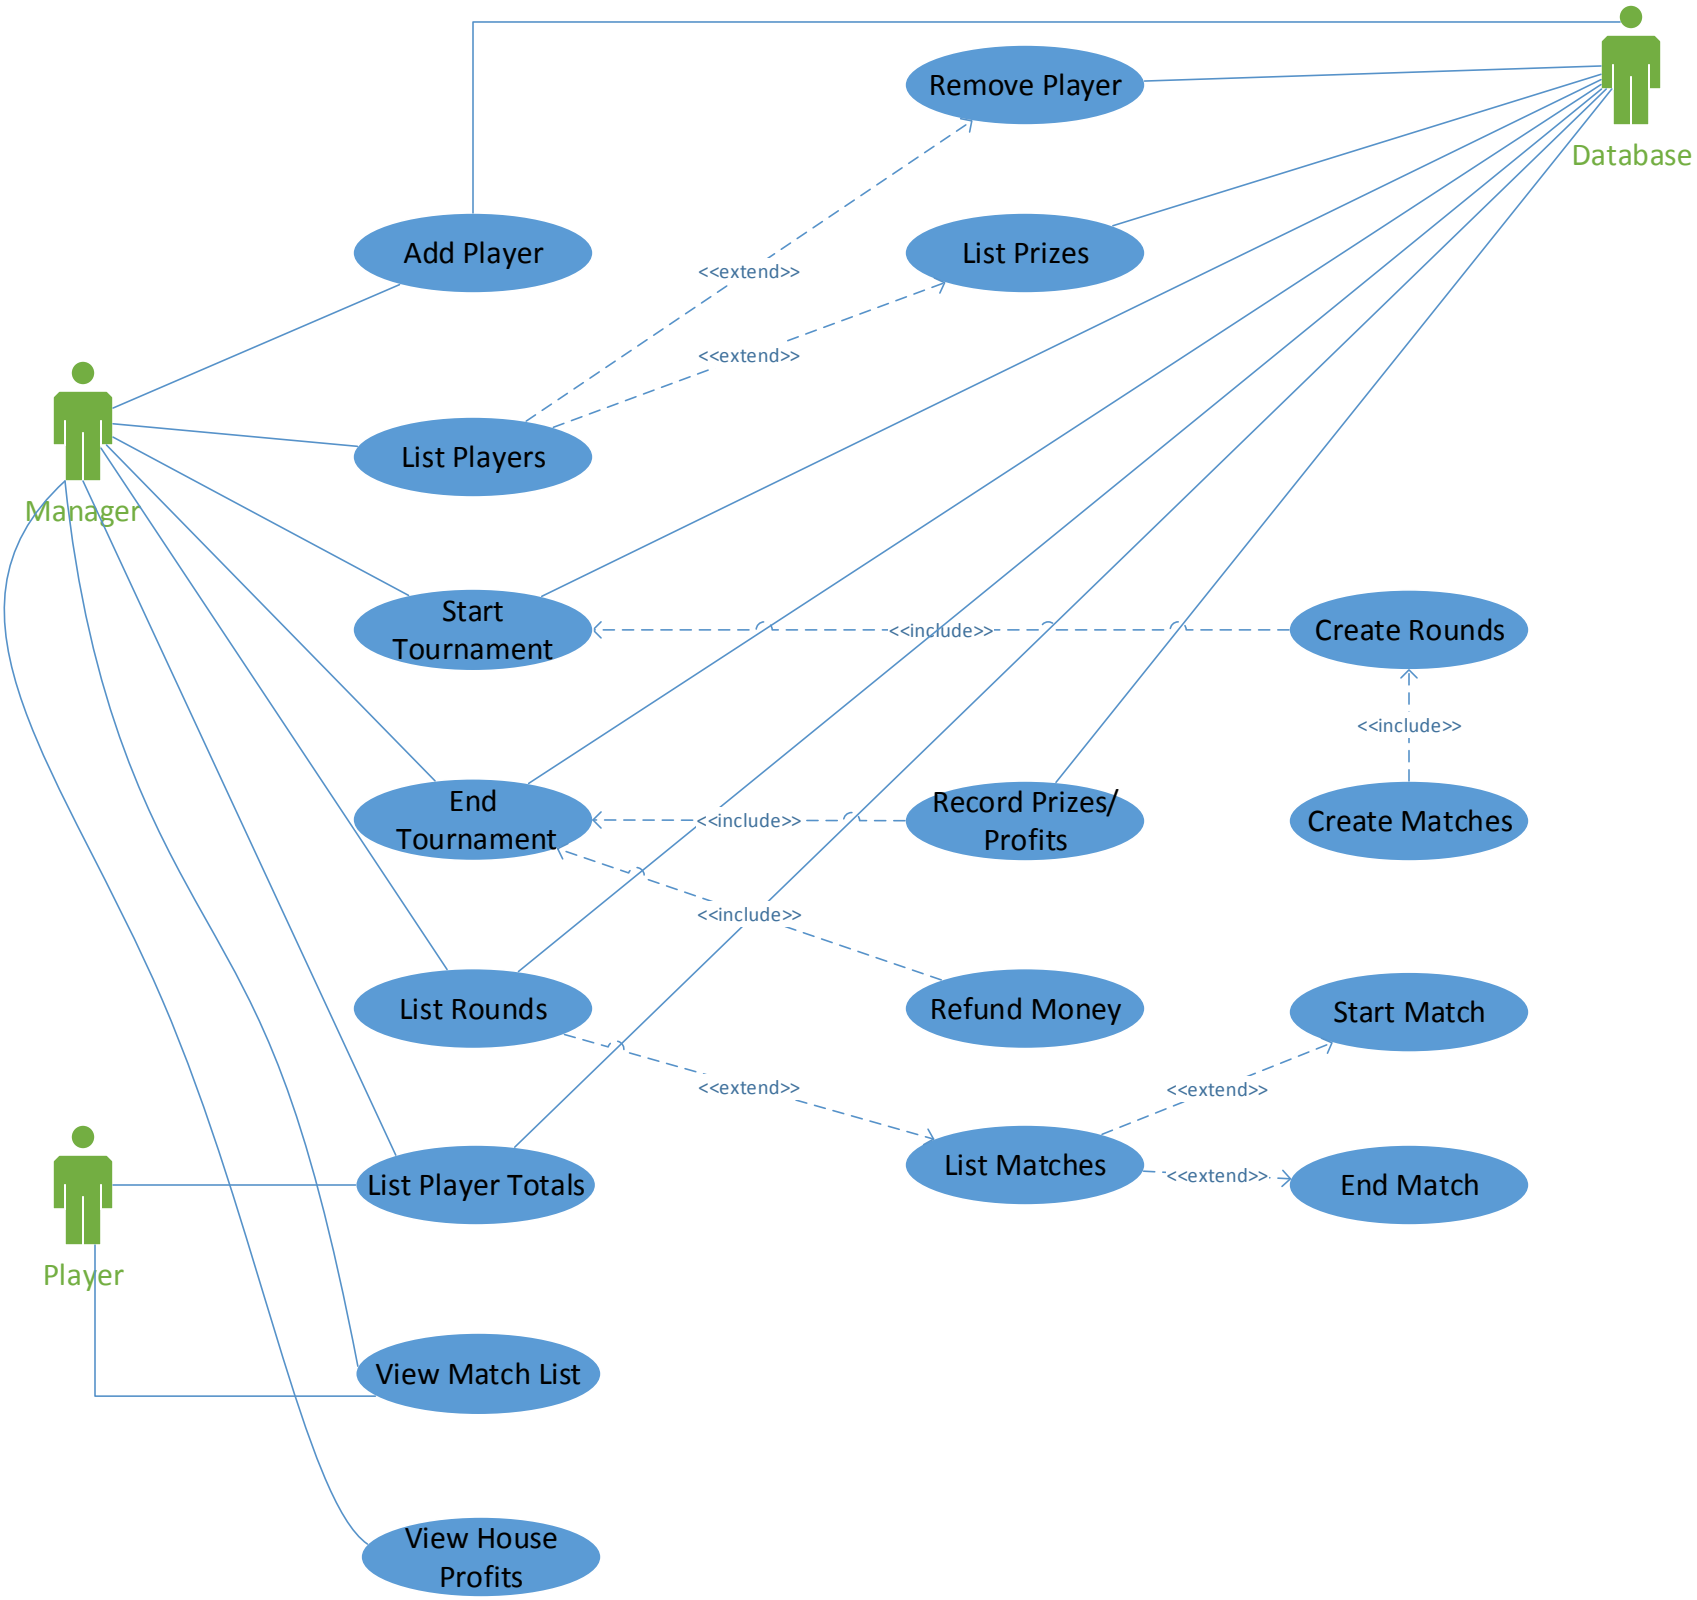 Remove Player
Database
Add Player
List Prizes
<<extend>>
<<extend>>
List Players
Manager
Start
Tournament
<<include>>
Create Rounds
<<include>>
End
Tournament
<<include>>
Record Prizes/
Profits
Create Matches
<<include>>
List Rounds
Refund Money
Start Match
<<extend>>
<<extend>>
List Player Totals
List Matches
<<extend>>
End Match
Player
View Match List
View House
Profits